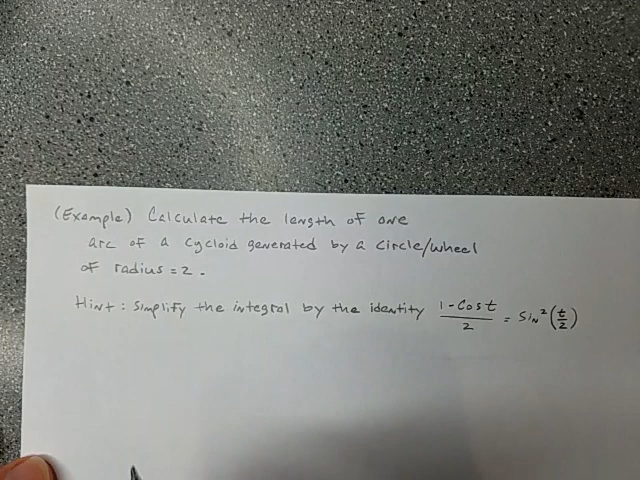 (Example) Calculate the length of one
arc of a cycloid generated by a circle/wheel
of radius = 2.
Hint: Simplify the integral by the identity (1 - Cos t)/2 = Sin²(t/2)